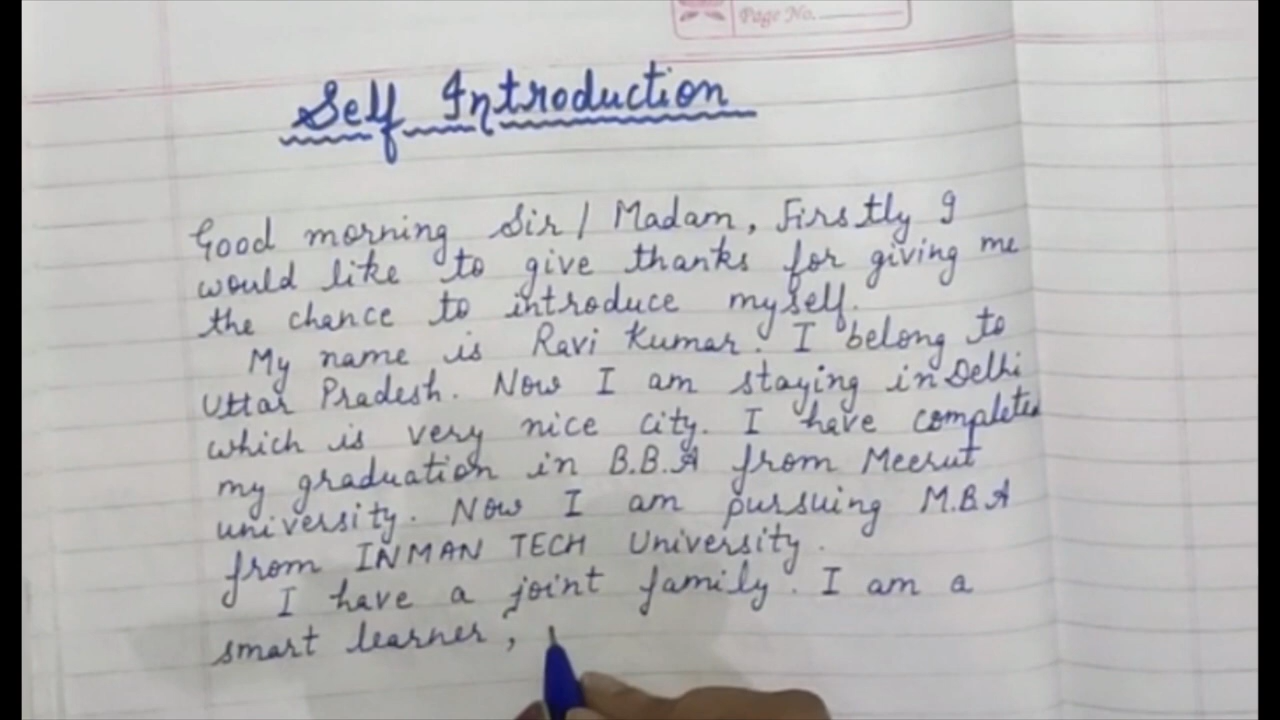 Page No.
Self Introduction
Good morning Sir / Madam, Firstly I
would like to give thanks for giving me
the chance to introduce myself.
My name is Ravi Kumar. I belong to
Uttar Pradesh. Now I am staying in Delhi
which is very nice city. I have completed
my graduation in B.B.A from Meerut
university. Now I am pursuing M.B.A
from INMAN TECH University.
I have a joint family. I am a
smart learner,